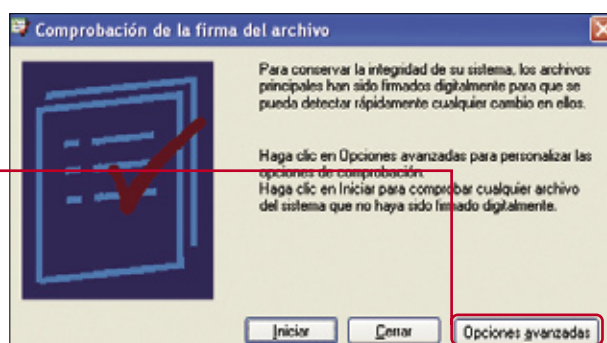 Comprobación de la firma del archivo
Para conservar la integridad de su sistema, los archivos
principales han sido firmados digitalmente para que se
pueda detectar rápidamente cualquier cambio en ellos.
Haga clic en Opciones avanzadas para personalizar las
opciones de comprobación.
Haga clic en Iniciar para comprobar cualquier archivo
del sistema que no haya sido firmado digitalmente.
Iniciar Cerrar Opciones avanzadas